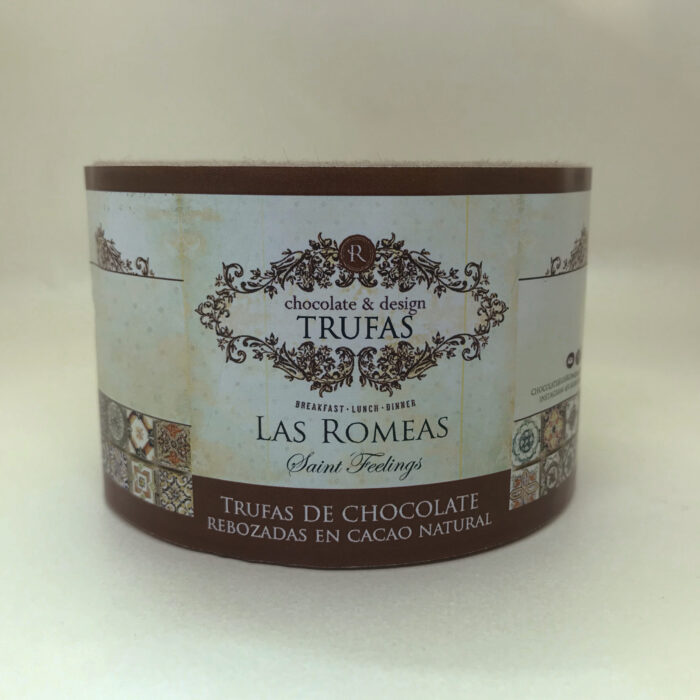 R
chocolate & design
TRUFAS
BREAKFAST · LUNCH · DINNER
LAS ROMEAS
Saint Feelings
TRUFAS DE CHOCOLATE
REBOZADAS EN CACAO NATURAL